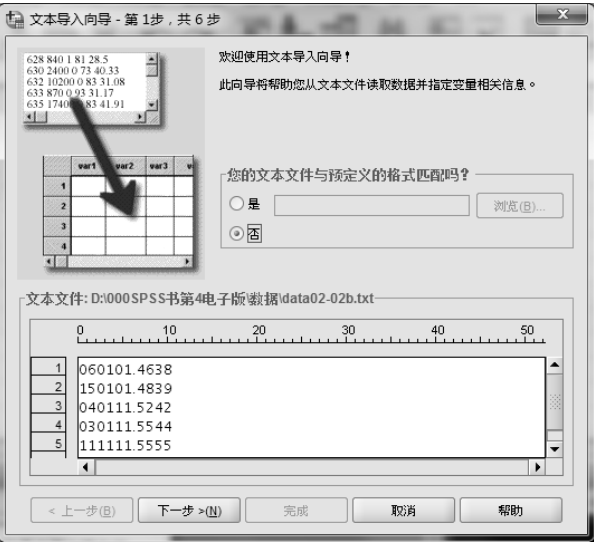 文本导入向导 - 第 1步，共 6 步
628 840 1 81 28.5
630 2400 0 73 40.33
632 10200 0 83 31.08
633 870 0 93 31.17
635 17400 0 83 41.91
欢迎使用文本导入向导！
此向导将帮助您从文本文件读取数据并指定变量相关信息。
var1 var2 var3 v
1
2
3
4
您的文本文件与预定义的格式匹配吗？
是
浏览(B)...
否
文本文件: D:\000SPSS书第4电子版\数据\data02-02b.txt
0 10 20 30 40 50
1 060101.4638
2 150101.4839
3 040111.5242
4 030111.5544
5 111111.5555
< 上一步(B) 下一步 >(N) 完成 取消 帮助